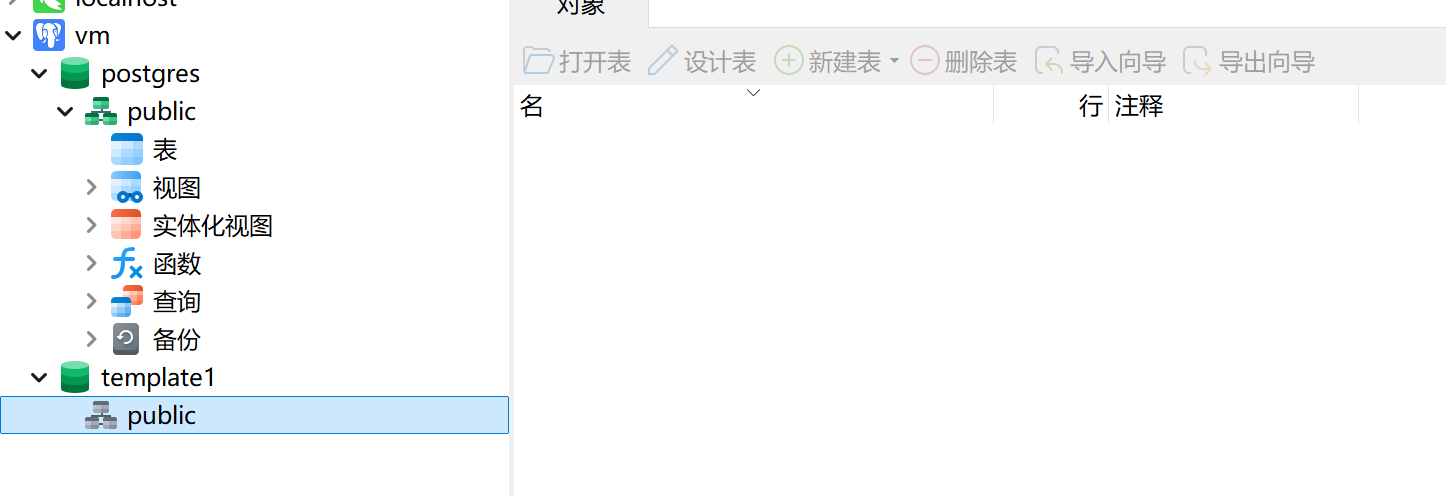 localhost
vm
postgres
public
表
视图
实体化视图
函数
查询
备份
template1
public
对象
打开表 设计表 新建表 删除表 导入向导 导出向导
名 行 注释